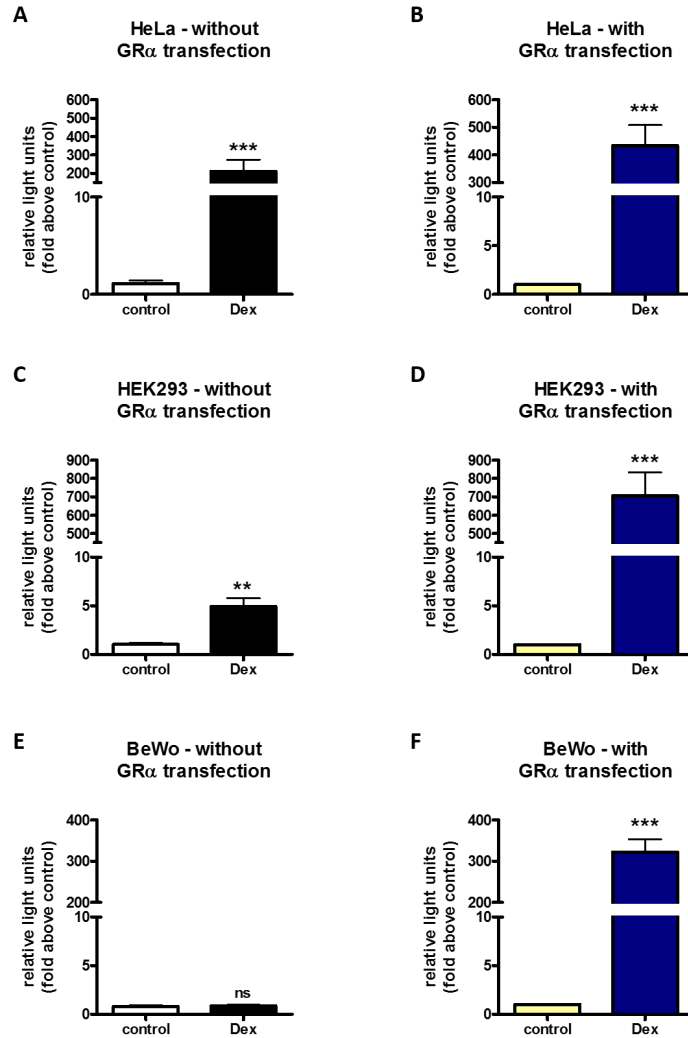 A
HeLa - without
GRα transfection
relative light units
(fold above control)
600
500
400
300
200
10
5
0
***
control
Dex
B
HeLa - with
GRα transfection
relative light units
(fold above control)
600
500
400
300
10
5
0
***
control
Dex
C
HEK293 - without
GRα transfection
relative light units
(fold above control)
900
800
700
600
500
10
5
0
**
control
Dex
D
HEK293 - with
GRα transfection
relative light units
(fold above control)
900
800
700
600
500
10
5
0
***
control
Dex
E
BeWo - without
GRα transfection
relative light units
(fold above control)
400
300
200
10
5
0
ns
control
Dex
F
BeWo - with
GRα transfection
relative light units
(fold above control)
400
300
200
10
5
0
***
control
Dex